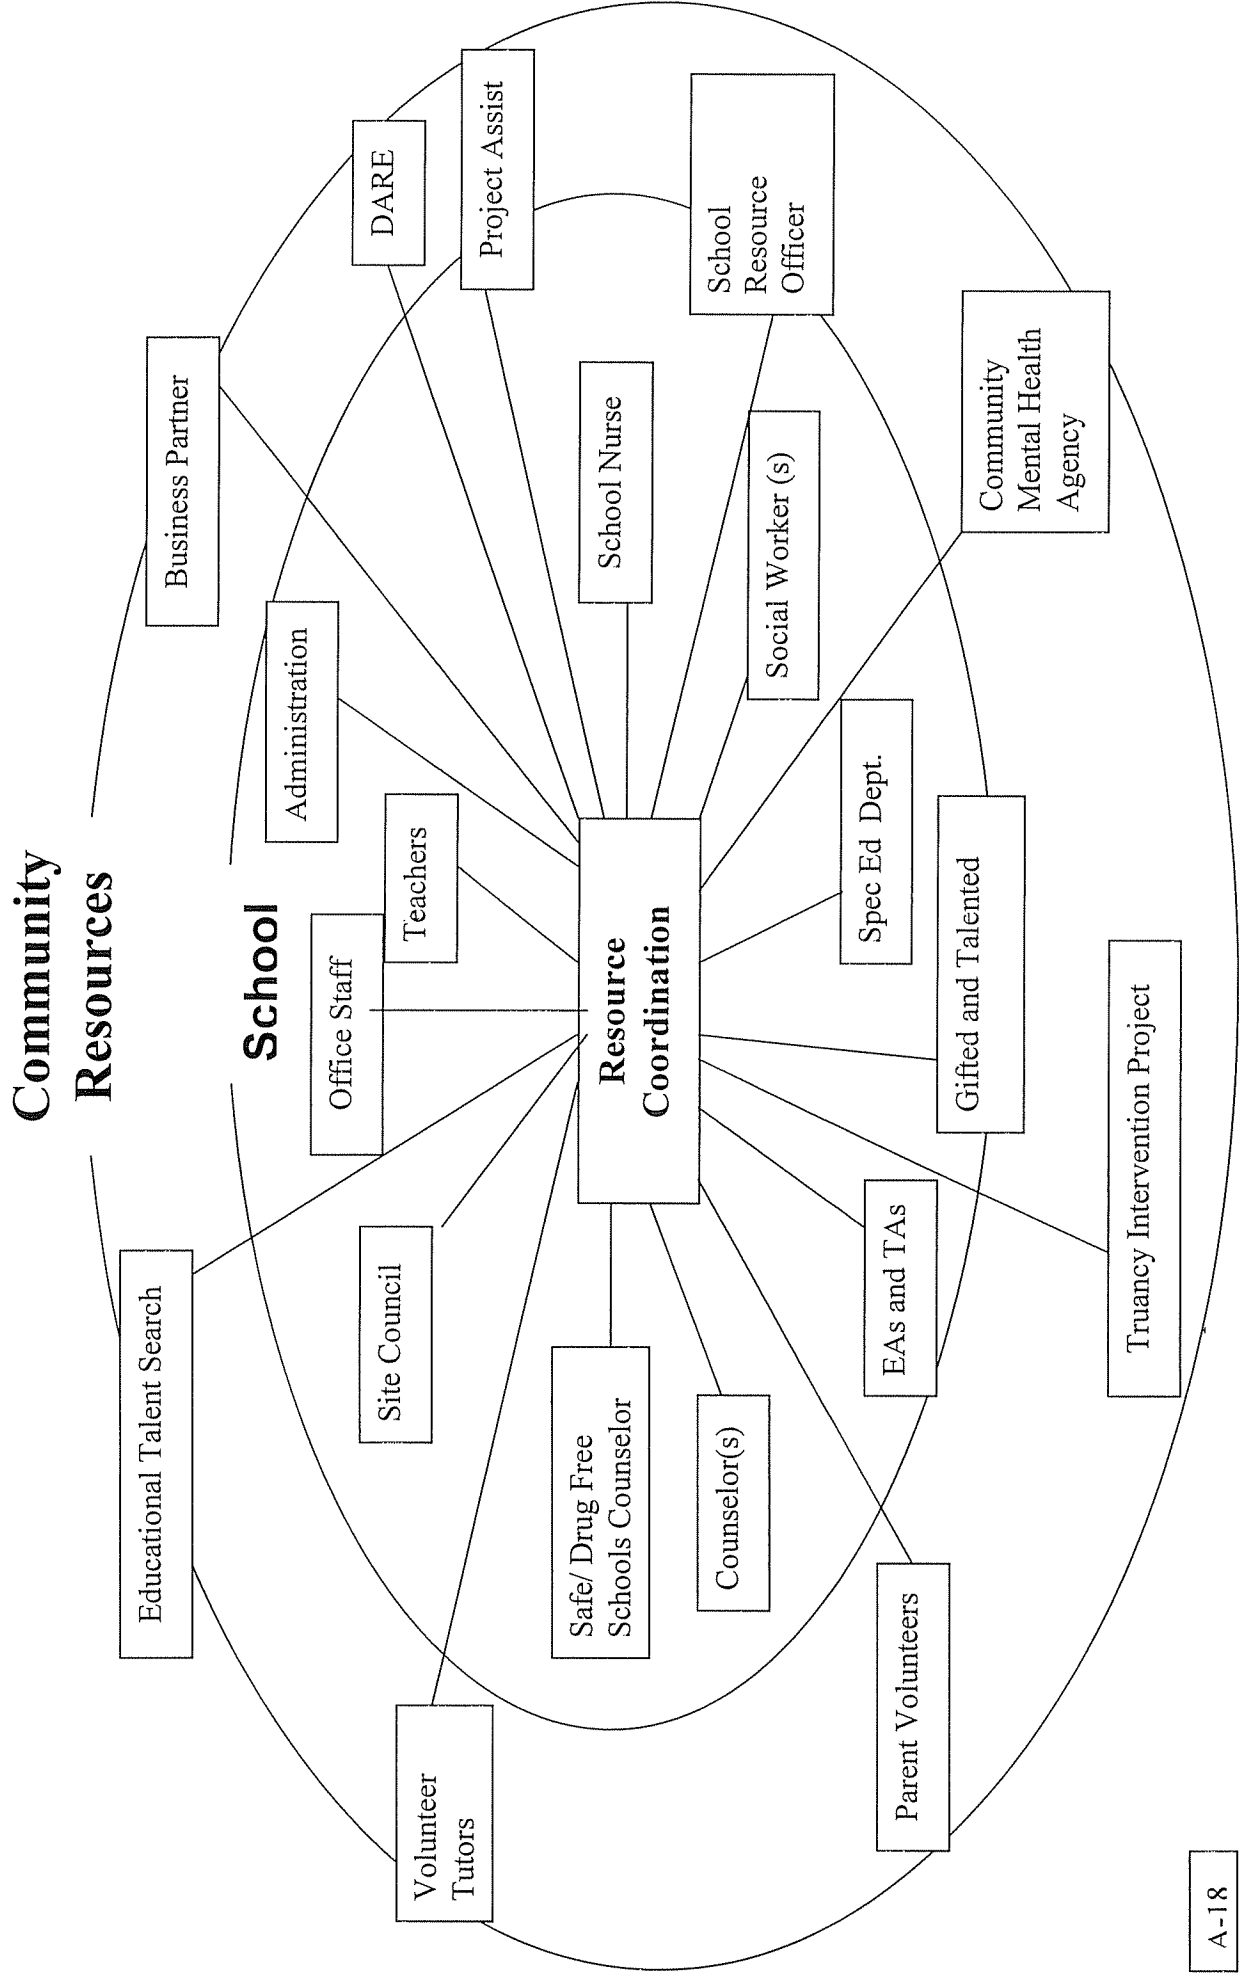 Community
Resources
School
Educational Talent Search
Business Partner
Administration
Office Staff
Teachers
Site Council
DARE
Volunteer
Tutors
Project Assist
Resource
Coordination
School Nurse
Safe/ Drug Free
Schools Counselor
Counselor(s)
School
Resource
Officer
Social Worker (s)
Spec Ed Dept.
EAs and TAs
Gifted and Talented
Parent Volunteers
Community
Mental Health
Agency
Truancy Intervention Project
A-18